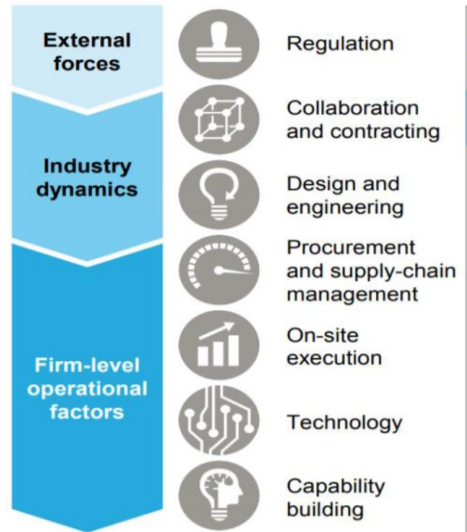 External
forces
Regulation
Collaboration
and contracting
Industry
dynamics
Design and
engineering
Procurement
and supply-chain
management
On-site
execution
Firm-level
operational
factors
Technology
Capability
building